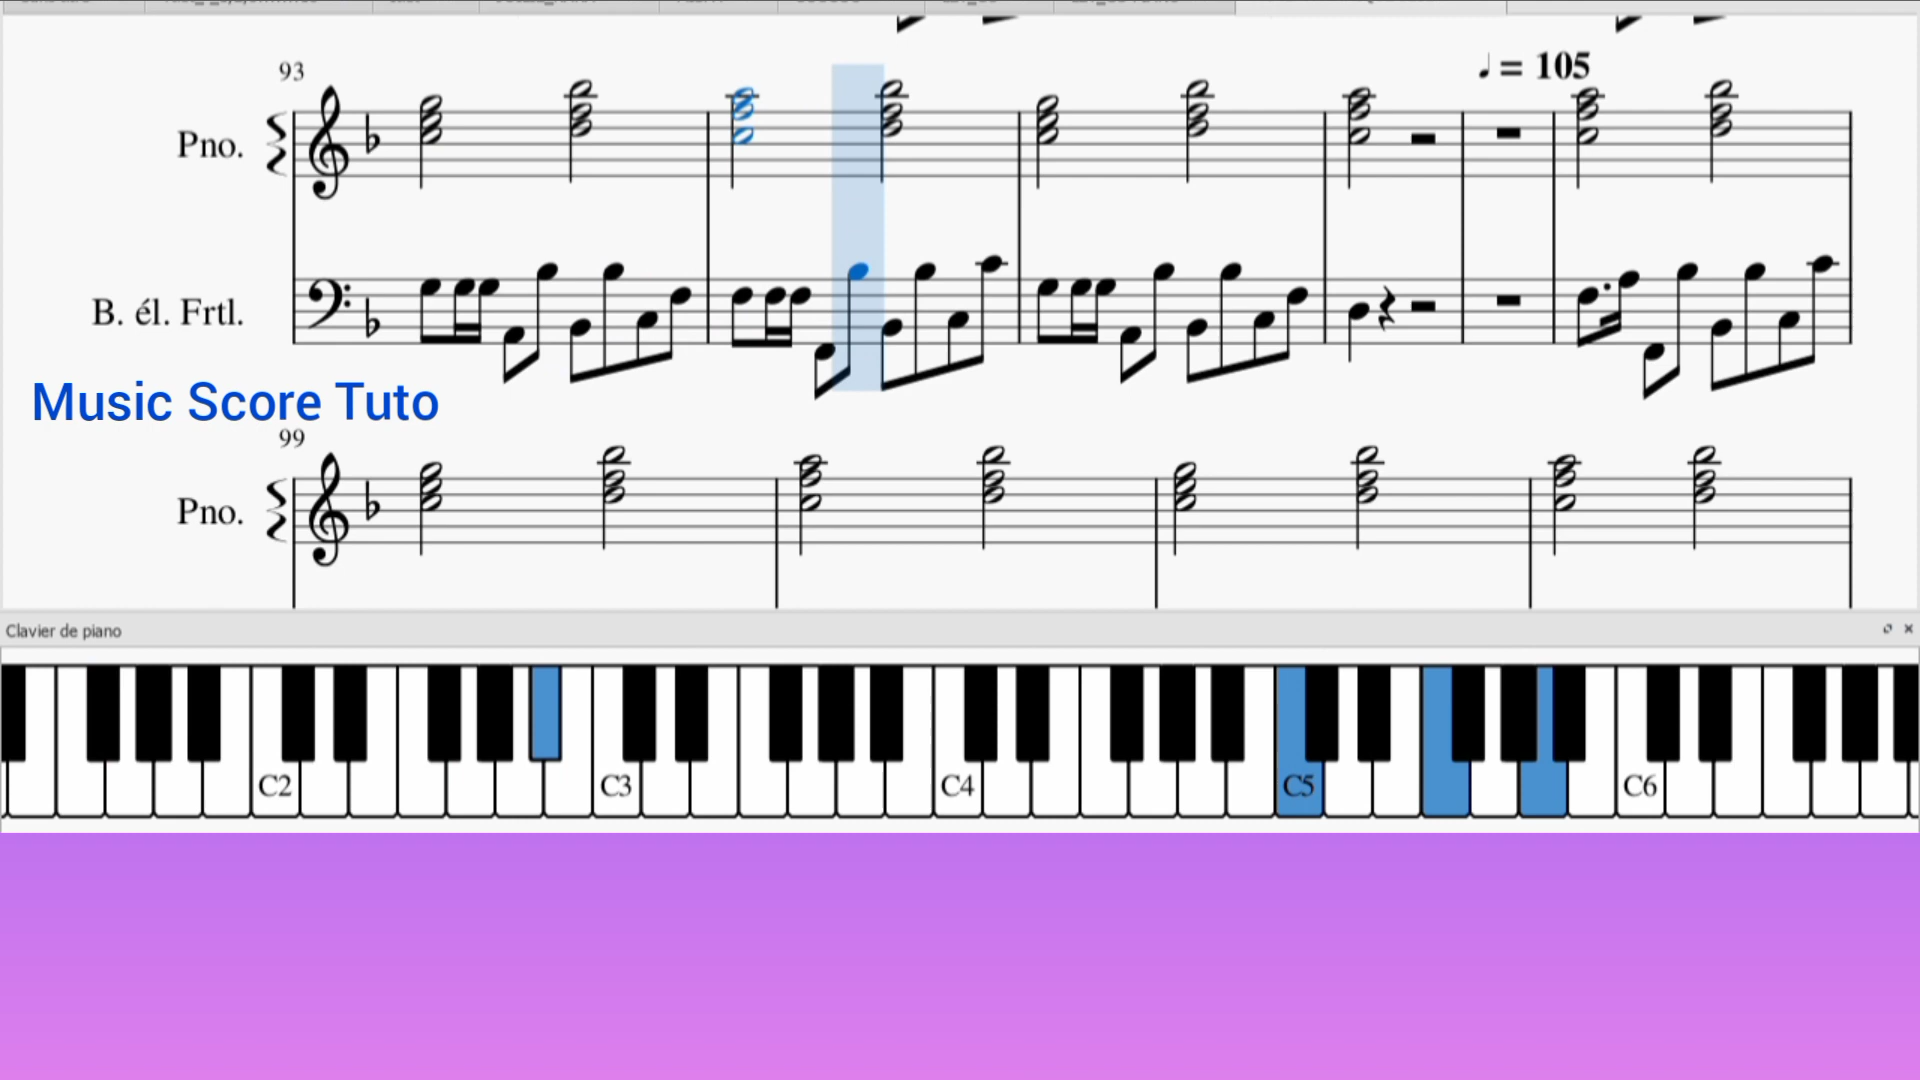 93
♩ = 105
Pno.
B. él. Frtl.
Music Score Tuto
99
Pno.
Clavier de piano
C2 C3 C4 C5 C6